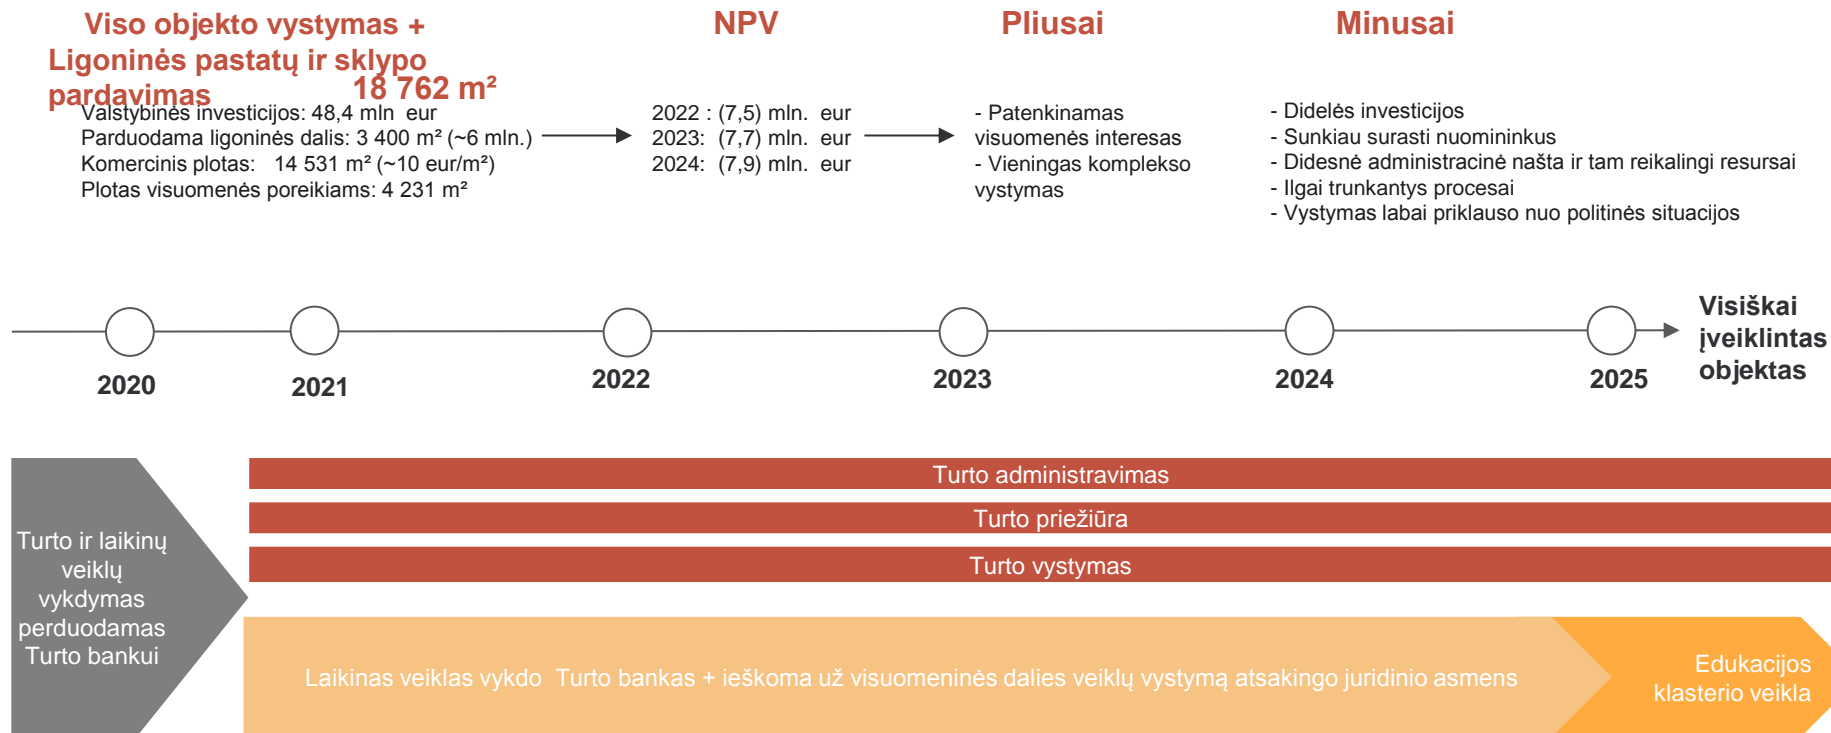 Viso objekto vystymas +
Ligoninės pastatų ir sklypo
pardavimas
18 762 m²
Valstybinės investicijos: 48,4 mln eur
Parduodama ligoninės dalis: 3 400 m² (~6 mln.)
Komercinis plotas: 14 531 m² (~10 eur/m²)
Plotas visuomenės poreikiams: 4 231 m²
NPV
2022 : (7,5) mln. eur
2023: (7,7) mln. eur
2024: (7,9) mln. eur
Pliusai
- Patenkinamas
visuomenės interesas
- Vieningas komplekso
vystymas
Minusai
- Didelės investicijos
- Sunkiau surasti nuomininkus
- Didesnė administracinė našta ir tam reikalingi resursai
- Ilgai trunkantys procesai
- Vystymas labai priklauso nuo politinės situacijos
2020
2021
2022
2023
2024
2025
Visiškai
įveiklintas
objektas
Turto ir laikinų
veiklų
vykdymas
perduodamas
Turto bankui
Turto administravimas
Turto priežiūra
Turto vystymas
Laikinas veiklas vykdo Turto bankas + ieškoma už visuomeninės dalies veiklų vystymą atsakingo juridinio asmens
Edukacijos
klasterio veikla